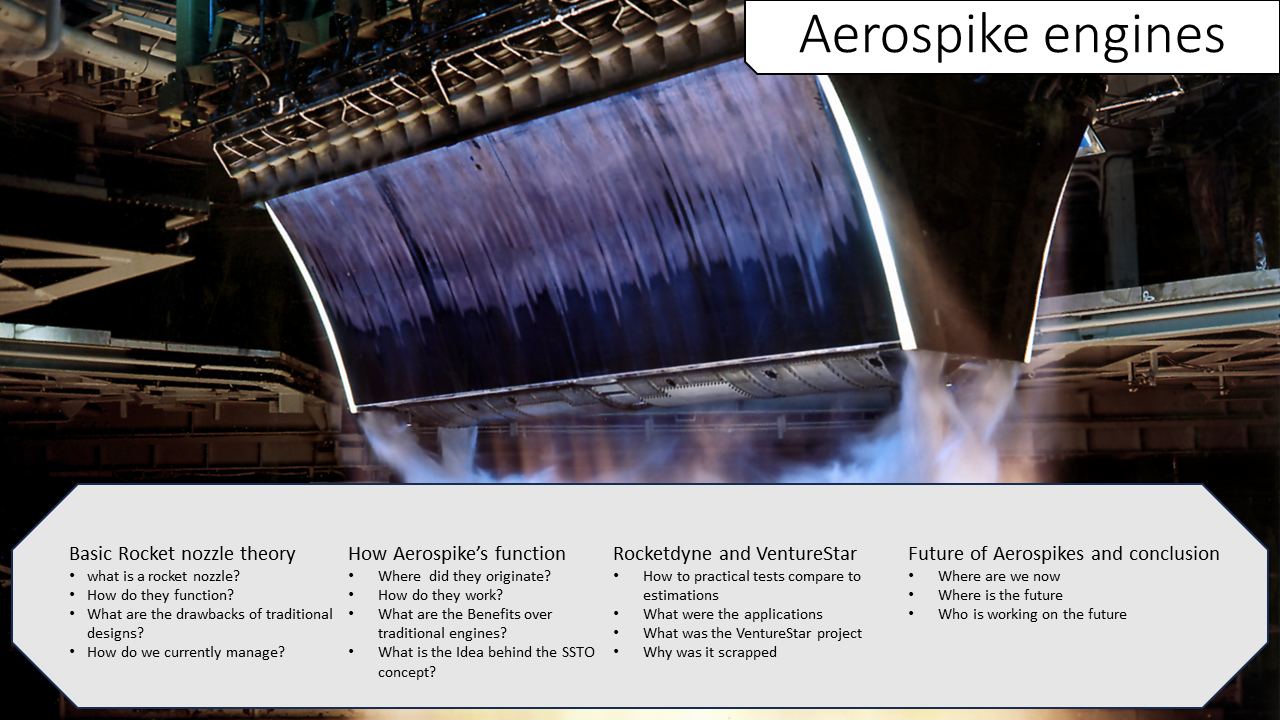 Aerospike engines
Basic Rocket nozzle theory
• what is a rocket nozzle?
• How do they function?
• What are the drawbacks of traditional
designs?
• How do we currently manage?
How Aerospike’s function
• Where did they originate?
• How do they work?
• What are the Benefits over
traditional engines?
• What is the Idea behind the SSTO
concept?
Rocketdyne and VentureStar
• How to practical tests compare to
estimations
• What were the applications
• What was the VentureStar project
• Why was it scrapped
Future of Aerospikes and conclusion
• Where are we now
• Where is the future
• Who is working on the future